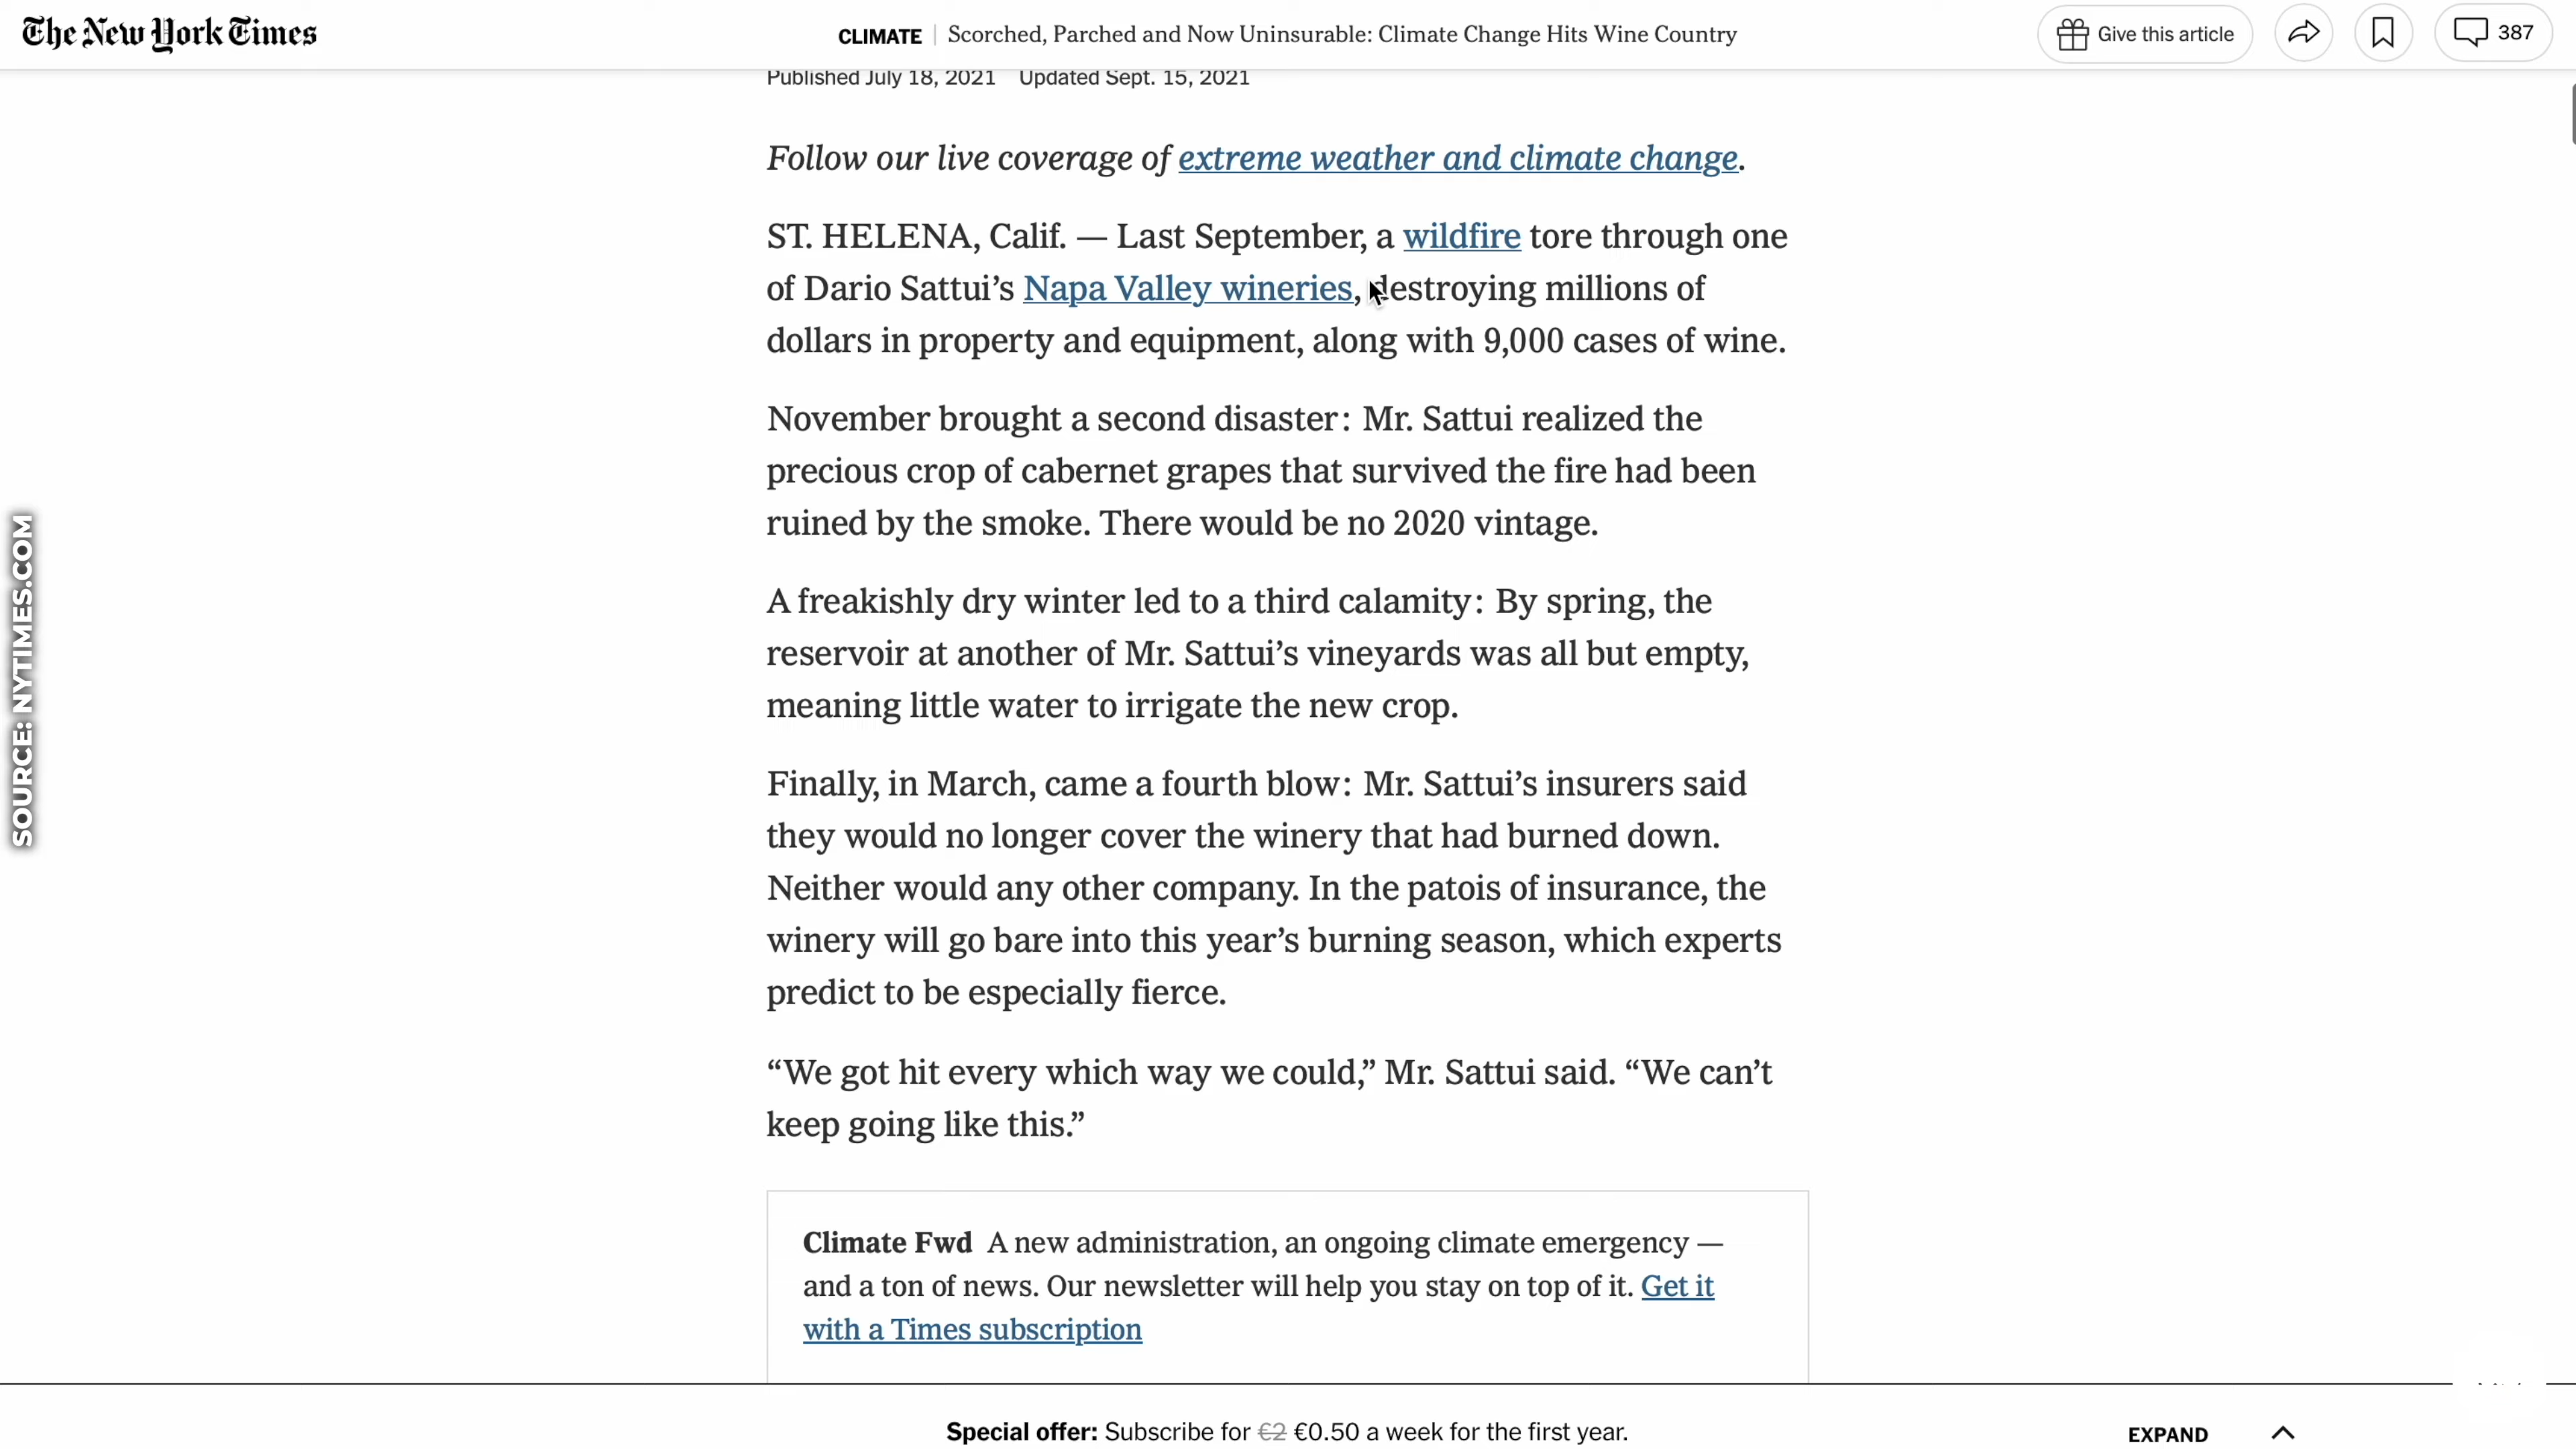 The New York Times
CLIMATE | Scorched, Parched and Now Uninsurable: Climate Change Hits Wine Country
Give this article
387
Published July 18, 2021 Updated Sept. 15, 2021
Follow our live coverage of extreme weather and climate change.
ST. HELENA, Calif. — Last September, a wildfire tore through one
of Dario Sattui’s Napa Valley wineries, destroying millions of
dollars in property and equipment, along with 9,000 cases of wine.
November brought a second disaster: Mr. Sattui realized the
precious crop of cabernet grapes that survived the fire had been
ruined by the smoke. There would be no 2020 vintage.
A freakishly dry winter led to a third calamity: By spring, the
reservoir at another of Mr. Sattui’s vineyards was all but empty,
meaning little water to irrigate the new crop.
Finally, in March, came a fourth blow: Mr. Sattui’s insurers said
they would no longer cover the winery that had burned down.
Neither would any other company. In the patois of insurance, the
winery will go bare into this year’s burning season, which experts
predict to be especially fierce.
“We got hit every which way we could,” Mr. Sattui said. “We can’t
keep going like this.”
Climate Fwd A new administration, an ongoing climate emergency —
and a ton of news. Our newsletter will help you stay on top of it. Get it
with a Times subscription
Special offer: Subscribe for €2 €0.50 a week for the first year.
EXPAND
SOURCE: NYTIMES.COM